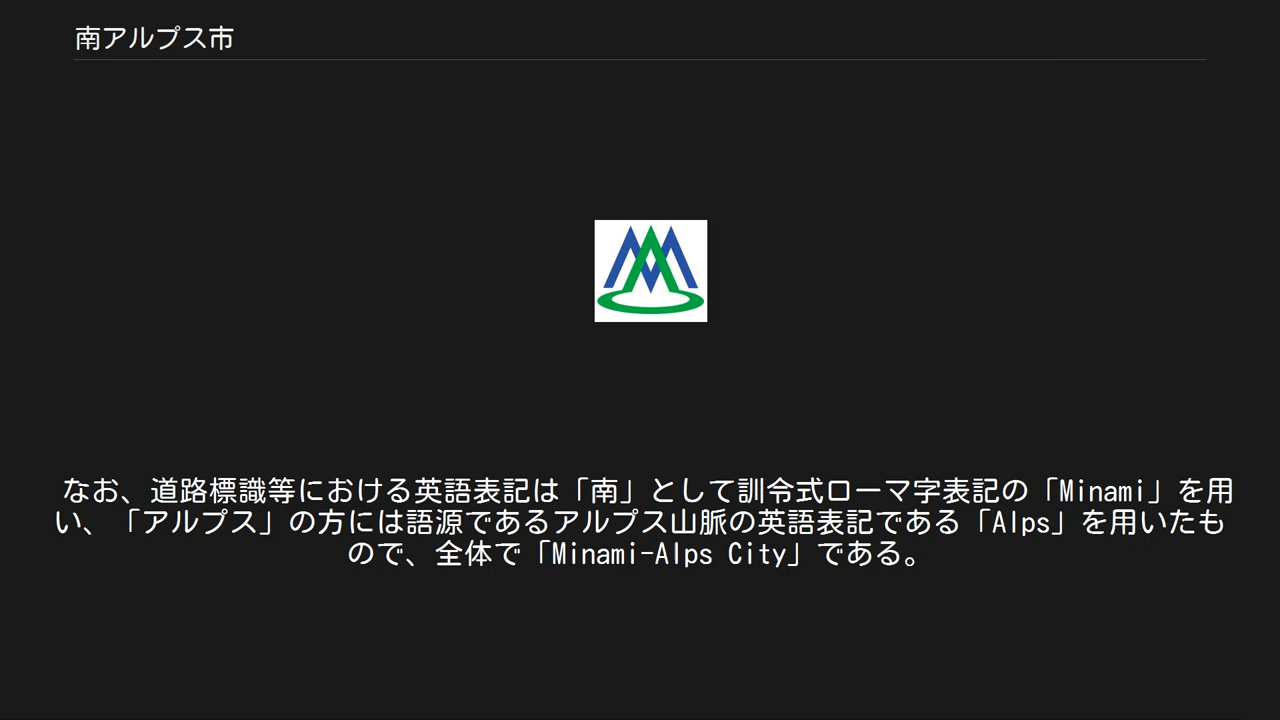 南アルプス市
なお、道路標識等における英語表記は「南」として訓令式ローマ字表記の「Minami」を用
い、「アルプス」の方には語源であるアルプス山脈の英語表記である「Alps」を用いたも
ので、全体で「Minami-Alps City」である。